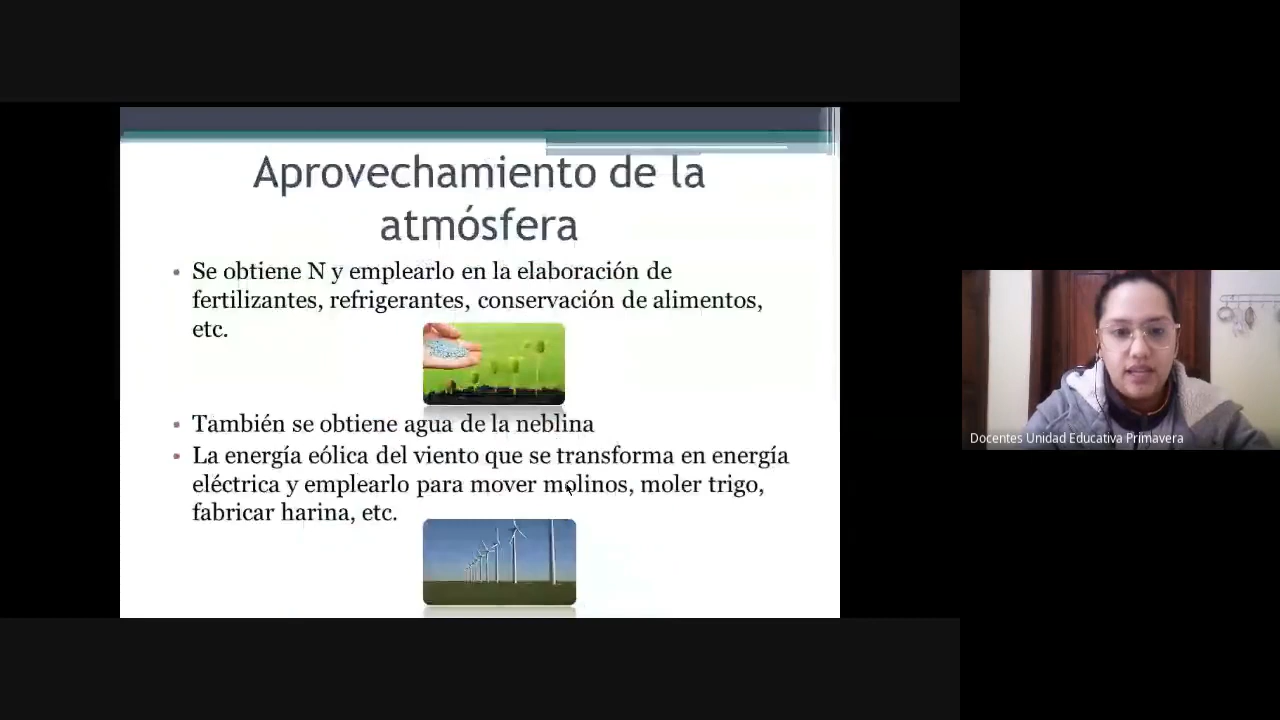 Aprovechamiento de la
atmósfera
• Se obtiene N y emplearlo en la elaboración de
fertilizantes, refrigerantes, conservación de alimentos,
etc.
• También se obtiene agua de la neblina
• La energía eólica del viento que se transforma en energía
eléctrica y emplearlo para mover molinos, moler trigo,
fabricar harina, etc.
Docentes Unidad Educativa Primavera